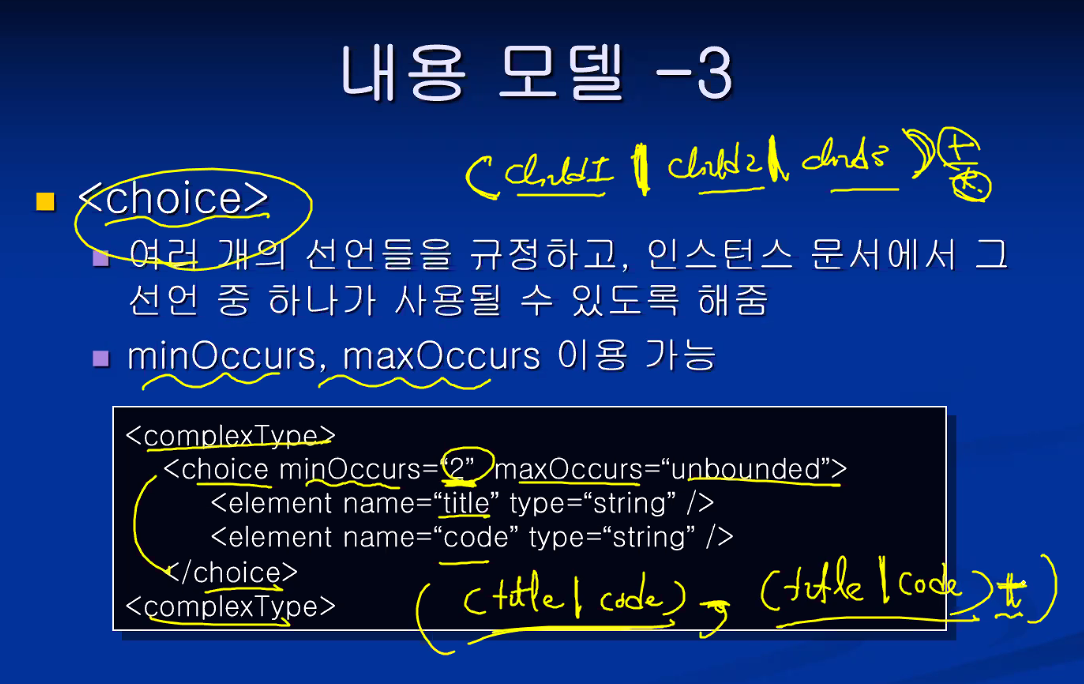 내용 모델 -3
(child1 | child2 | child3) + *
<choice>
여러 개의 선언들을 규정하고, 인스턴스 문서에서 그
선언 중 하나가 사용될 수 있도록 해줌
minOccurs, maxOccurs 이용 가능
<complexType>
<choice minOccurs=“2” maxOccurs=“unbounded”>
<element name=“title” type=“string” />
<element name=“code” type=“string” />
</choice>
<complexType>
((title | code) , (title | code)+)